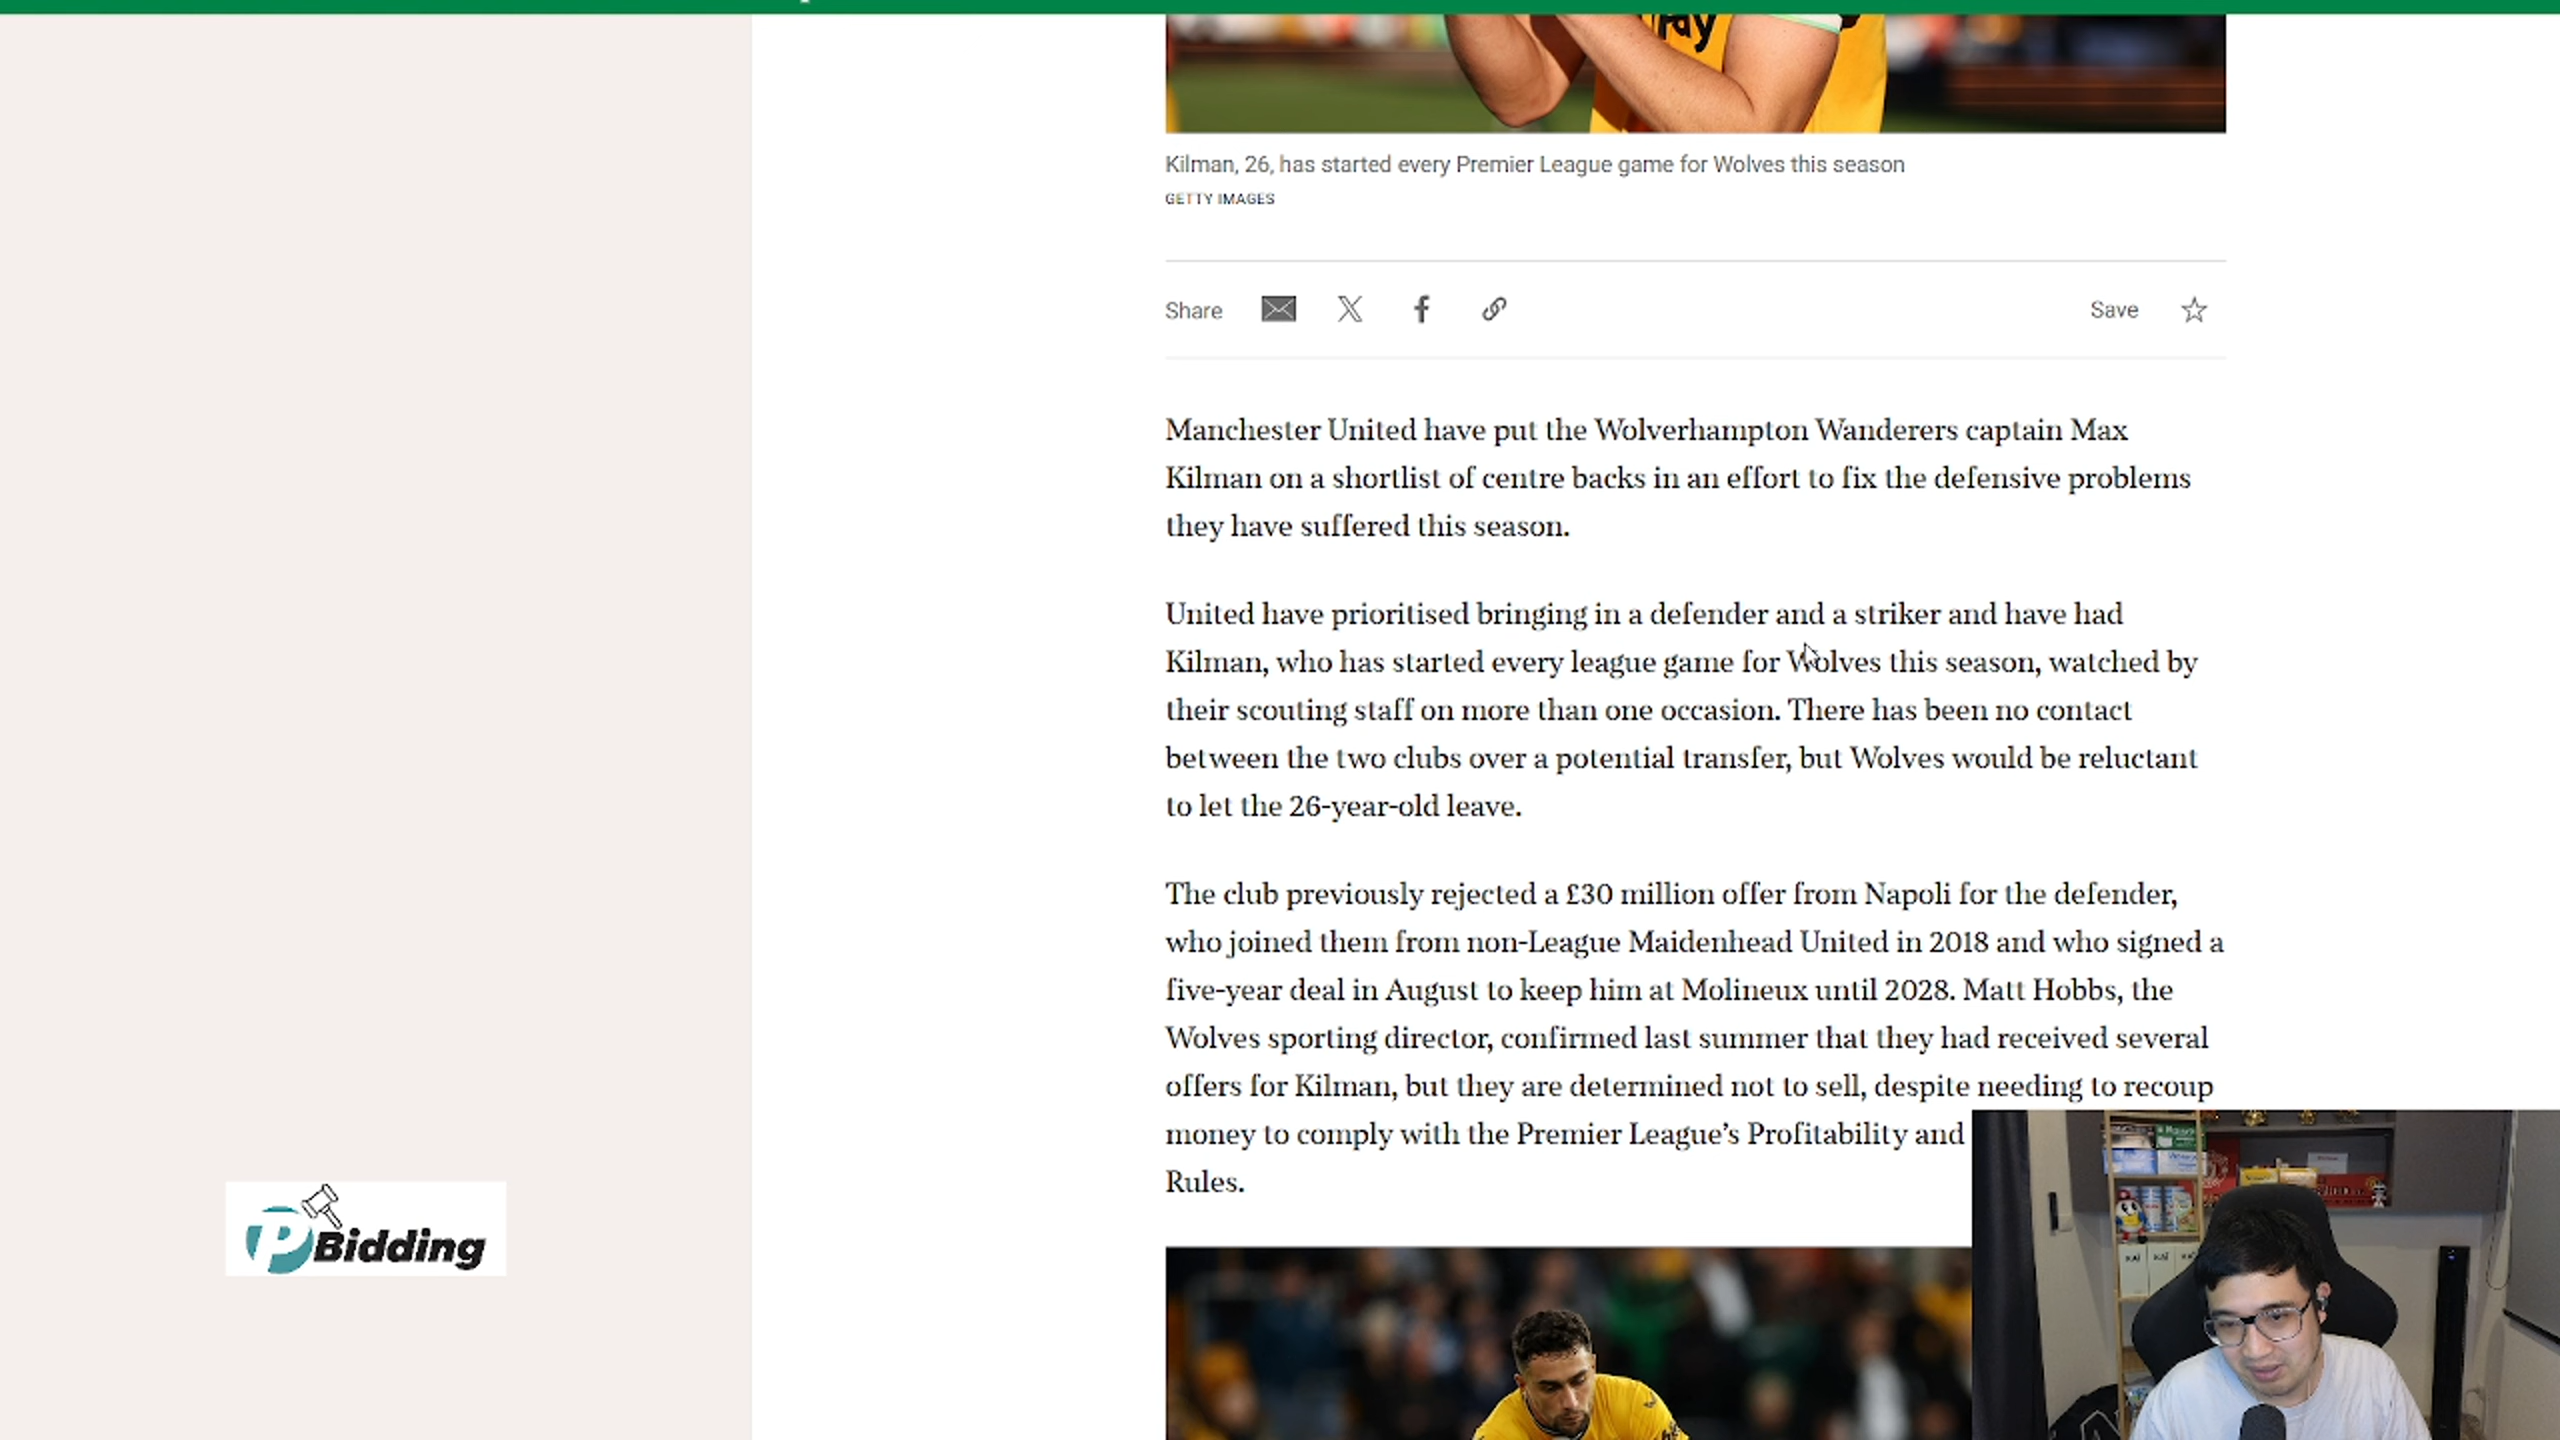 Pay
Kilman, 26, has started every Premier League game for Wolves this season
GETTY IMAGES
Share
Save
Manchester United have put the Wolverhampton Wanderers captain Max
Kilman on a shortlist of centre backs in an effort to fix the defensive problems
they have suffered this season.
United have prioritised bringing in a defender and a striker and have had
Kilman, who has started every league game for Wolves this season, watched by
their scouting staff on more than one occasion. There has been no contact
between the two clubs over a potential transfer, but Wolves would be reluctant
to let the 26-year-old leave.
The club previously rejected a £30 million offer from Napoli for the defender,
who joined them from non-League Maidenhead United in 2018 and who signed a
five-year deal in August to keep him at Molineux until 2028. Matt Hobbs, the
Wolves sporting director, confirmed last summer that they had received several
offers for Kilman, but they are determined not to sell, despite needing to recoup
money to comply with the Premier League’s Profitability and
Rules.
P Bidding